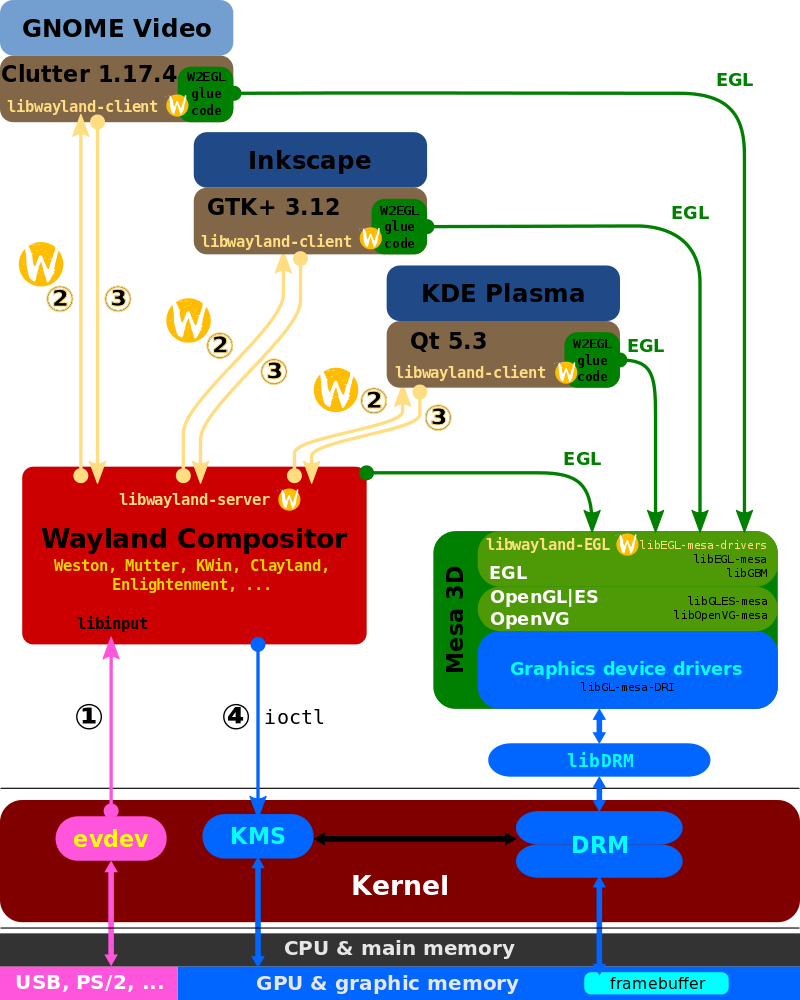 GNOME Video
Clutter 1.17.4
libwayland-client W
W2EGL
glue
code
EGL
Inkscape
GTK+ 3.12
libwayland-client W
W2EGL
glue
code
EGL
KDE Plasma
Qt 5.3
libwayland-client W
W2EGL
glue
code
EGL
W
② ③
W
② ③
W
② ③
EGL
libwayland-server W
Wayland Compositor
Weston, Mutter, KWin, Clayland,
Enlightenment, ...
libinput
Mesa 3D
libwayland-EGL W libEGL-mesa-drivers
libEGL-mesa
EGL libGBM
OpenGL|ES libGLES-mesa
OpenVG libOpenVG-mesa
Graphics device drivers
libGL-mesa-DRI
① ④ ioctl
libDRM
evdev KMS DRM
Kernel
CPU & main memory
USB, PS/2, ... GPU & graphic memory framebuffer